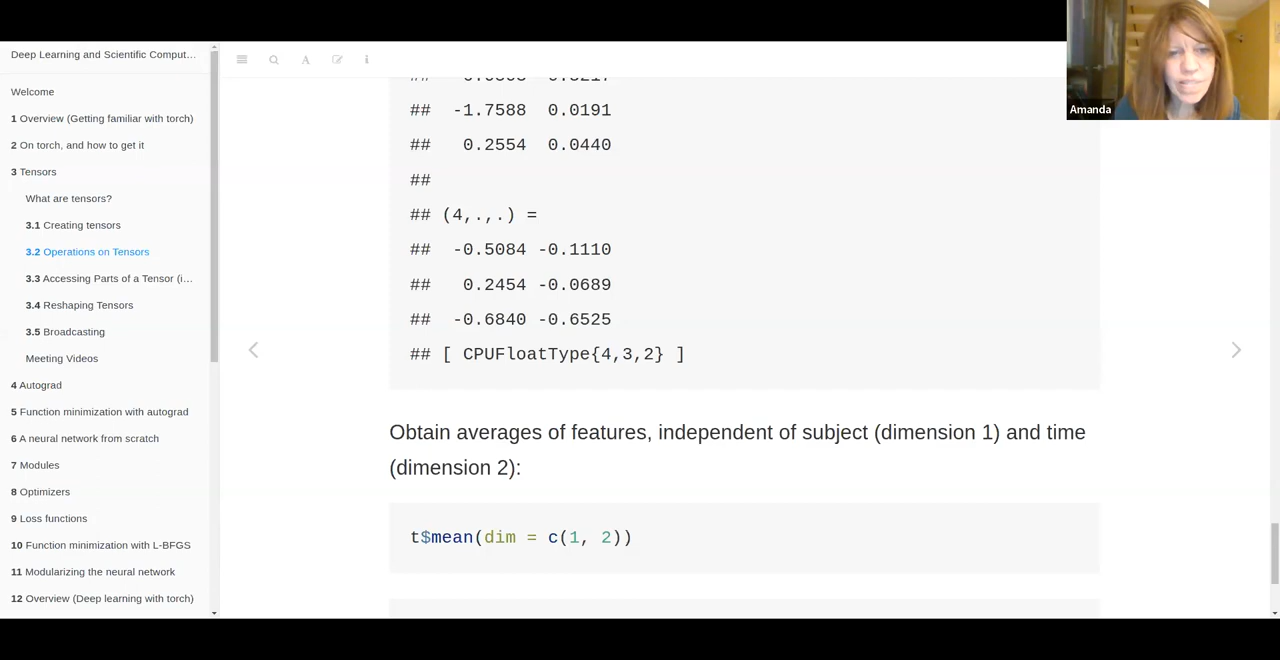 Deep Learning and Scientific Comput...
Welcome
1 Overview (Getting familiar with torch)
2 On torch, and how to get it
3 Tensors
What are tensors?
3.1 Creating tensors
3.2 Operations on Tensors
3.3 Accessing Parts of a Tensor (i...
3.4 Reshaping Tensors
3.5 Broadcasting
Meeting Videos
4 Autograd
5 Function minimization with autograd
6 A neural network from scratch
7 Modules
8 Optimizers
9 Loss functions
10 Function minimization with L-BFGS
11 Modularizing the neural network
12 Overview (Deep learning with torch)
A
i
## -1.7588 0.0191
## 0.2554 0.0440
##
## (4,.,.) =
## -0.5084 -0.1110
## 0.2454 -0.0689
## -0.6840 -0.6525
## [ CPUFloatType{4,3,2} ]
Obtain averages of features, independent of subject (dimension 1) and time
(dimension 2):
t$mean(dim = c(1, 2))
Amanda